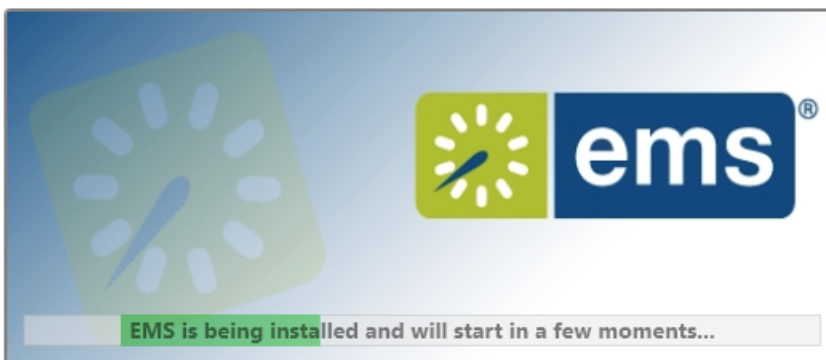 ems®
EMS is being installed and will start in a few moments...